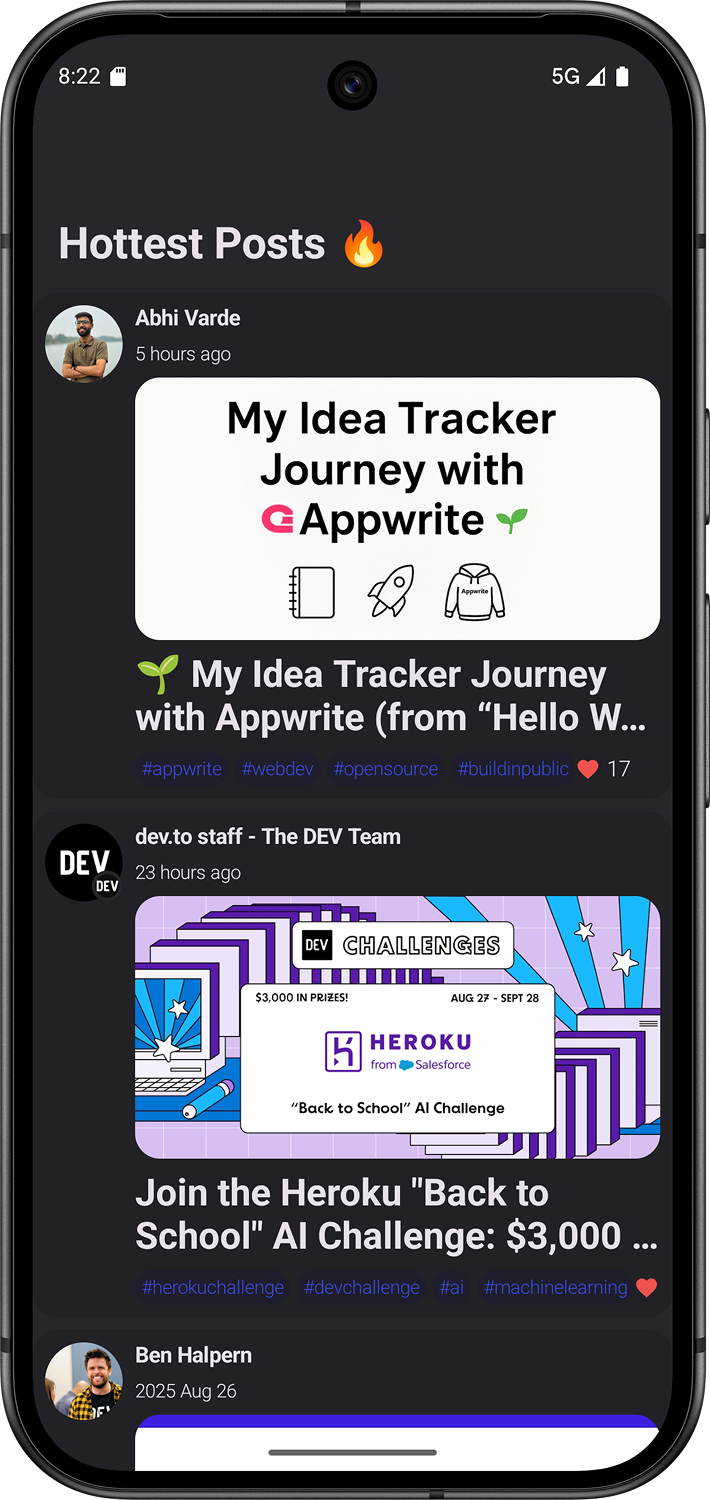 8:22 5G
Hottest Posts 🔥
Abhi Varde
5 hours ago
My Idea Tracker
Journey with
Appwrite
Appwrite
🌱 My Idea Tracker Journey
with Appwrite (from “Hello W...
#appwrite #webdev #opensource #buildinpublic ❤️ 17
DEV
DEV
dev.to staff - The DEV Team
23 hours ago
DEV CHALLENGES
$3,000 IN PRIZES! AUG 27 - SEPT 28
HEROKU
from Salesforce
“Back to School” AI Challenge
Join the Heroku "Back to
School" AI Challenge: $3,000 ...
#herokuchallenge #devchallenge #ai #machinelearning ❤️
Ben Halpern
2025 Aug 26